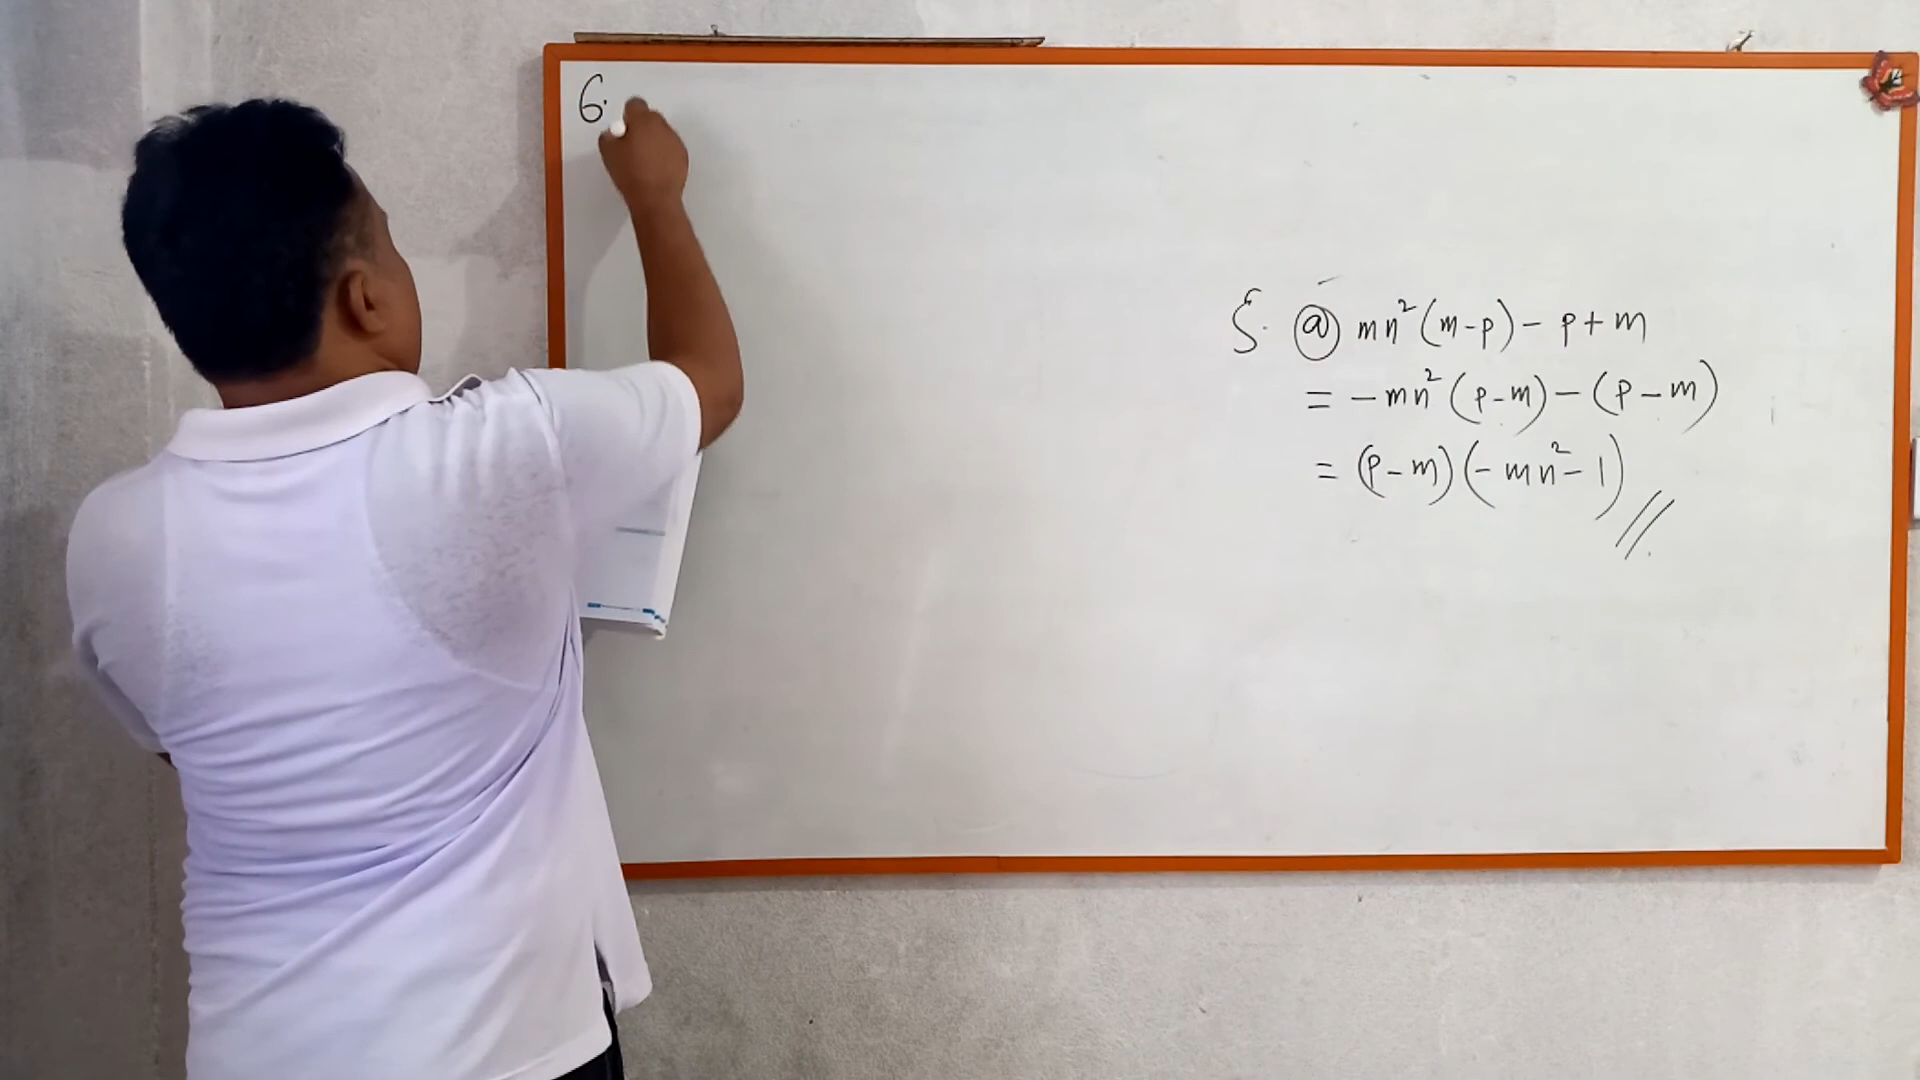 6.
5. (a) mn²(m-p) - p + m
= -mn²(p-m) - (p-m)
= (p-m)(-mn²-1)//